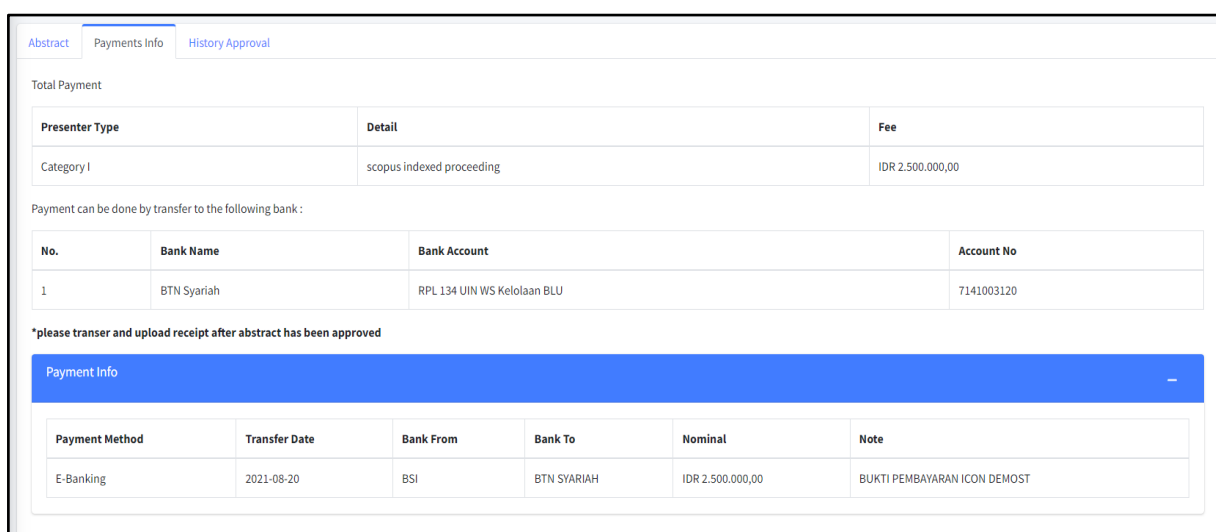 Abstract Payments Info History Approval
Total Payment
Presenter Type Detail Fee
Category I scopus indexed proceeding IDR 2.500.000,00
Payment can be done by transfer to the following bank :
No. Bank Name Bank Account Account No
1 BTN Syariah RPL 134 UIN WS Kelolaan BLU 7141003120
*please transer and upload receipt after abstract has been approved
Payment Info
Payment Method Transfer Date Bank From Bank To Nominal Note
E-Banking 2021-08-20 BSI BTN SYARIAH IDR 2.500.000,00 BUKTI PEMBAYARAN ICON DEMOST